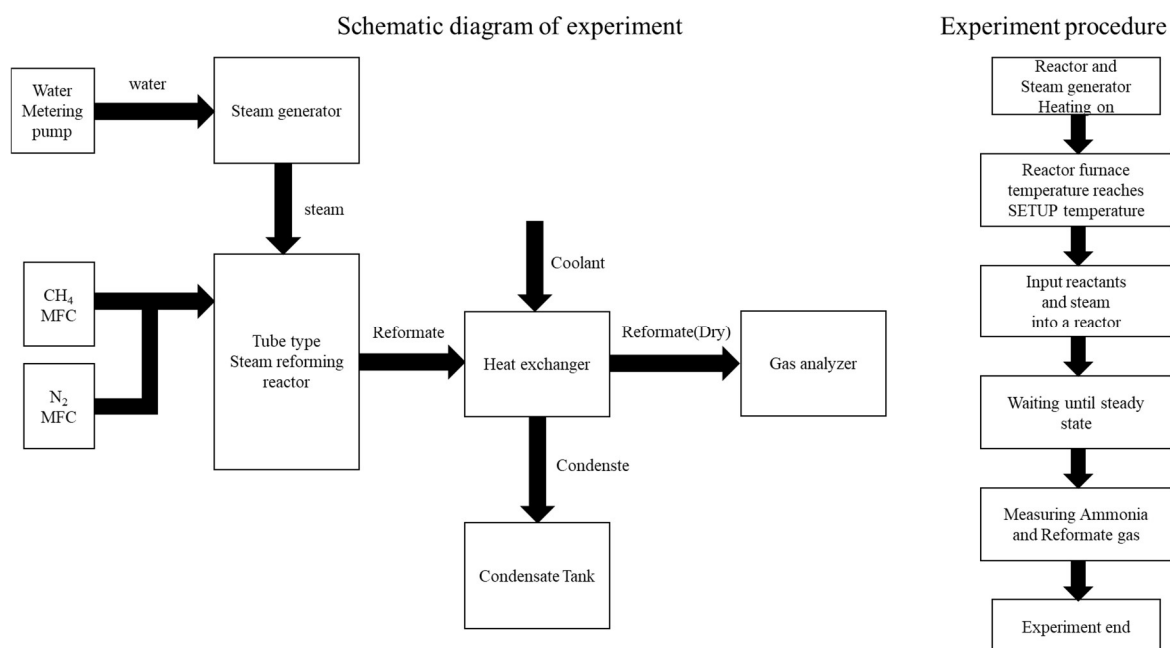 Schematic diagram of experiment
Experiment procedure
Water
Metering
pump
water
Steam generator
steam
CH₄
MFC
N₂
MFC
Tube type
Steam reforming
reactor
Reformate
Coolant
Heat exchanger
Reformate(Dry)
Gas analyzer
Condenste
Condensate Tank
Reactor and
Steam generator
Heating on
Reactor furnace
temperature reaches
SETUP temperature
Input reactants
and steam
into a reactor
Waiting until steady
state
Measuring Ammonia
and Reformate gas
Experiment end